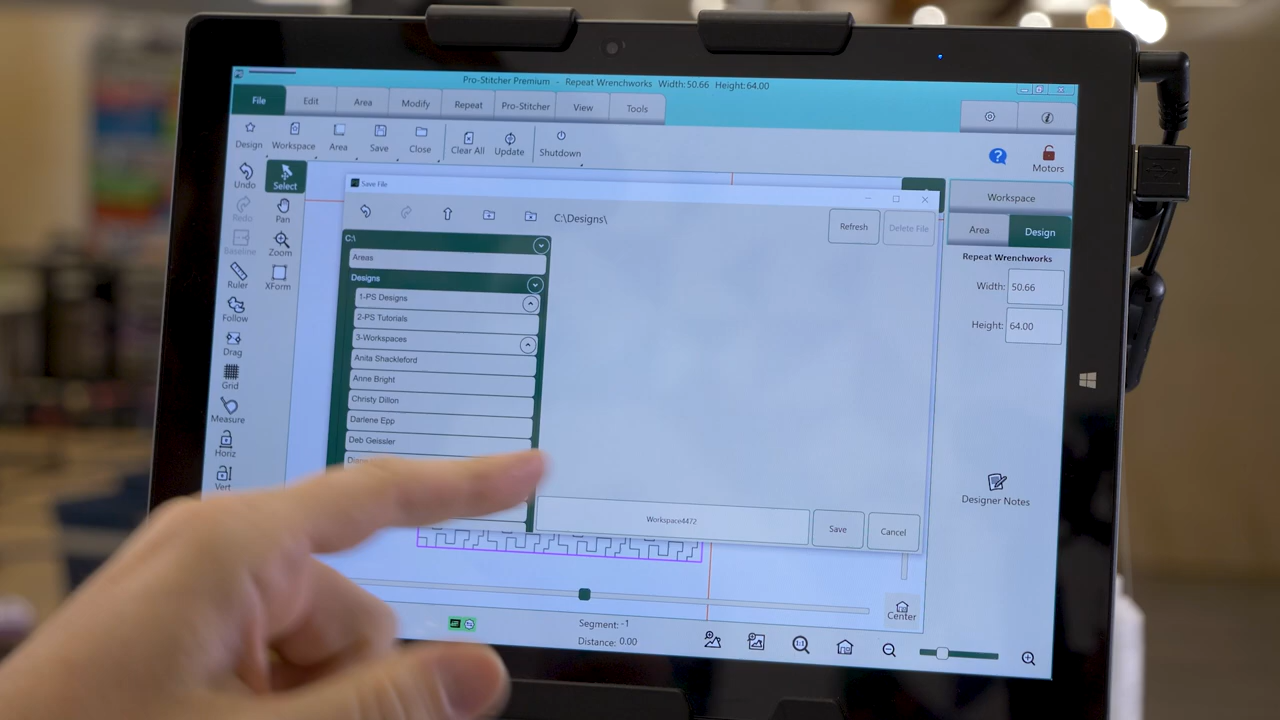 Pro-Stitcher Premium - Repeat Wrenchworks Width: 50.66 Height: 64.00
File Edit Area Modify Repeat Pro-Stitcher View Tools
Design Workspace Area Save Close Clear All Update Shutdown
Motors
Undo Select
Redo Pan
Baseline Zoom
Ruler XForm
Follow
Drag
Grid
Measure
Horiz
Vert
Save File
C:\Designs\
Refresh Delete File
C:\
Areas
Designs
1-PS Designs
2-PS Tutorials
3-Workspaces
Anita Shackleford
Anne Bright
Christy Dillon
Darlene Epp
Deb Geissler
Workspace4472
Save Cancel
Workspace
Area Design
Repeat Wrenchworks
Width: 50.66
Height: 64.00
Designer Notes
Center
Segment: -1
Distance: 0.00
1:1